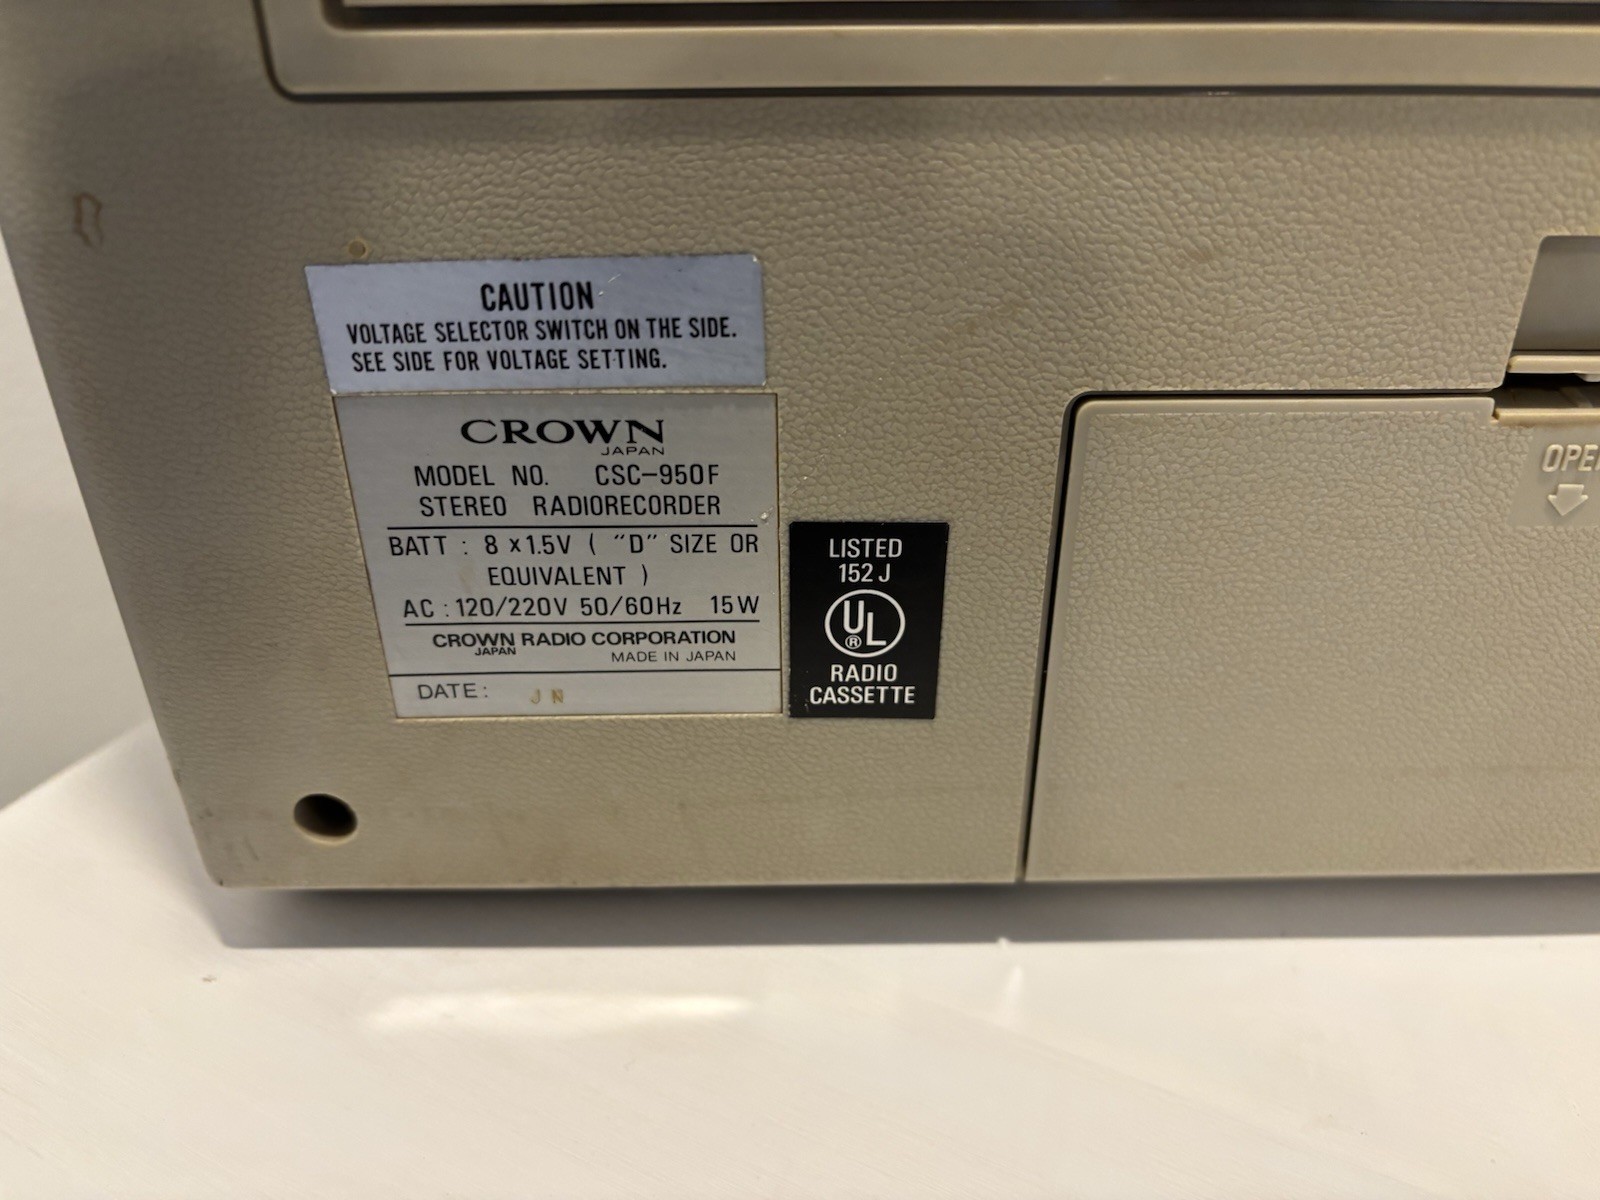 CAUTION
VOLTAGE SELECTOR SWITCH ON THE SIDE.
SEE SIDE FOR VOLTAGE SETTING.
CROWN
JAPAN
MODEL NO. CSC-950F
STEREO RADIORECORDER
BATT : 8 x 1.5V ( "D" SIZE OR
EQUIVALENT )
AC : 120/220V 50/60Hz 15W
CROWN RADIO CORPORATION
JAPAN
MADE IN JAPAN
DATE: JN
LISTED
152 J
UL
®
RADIO
CASSETTE